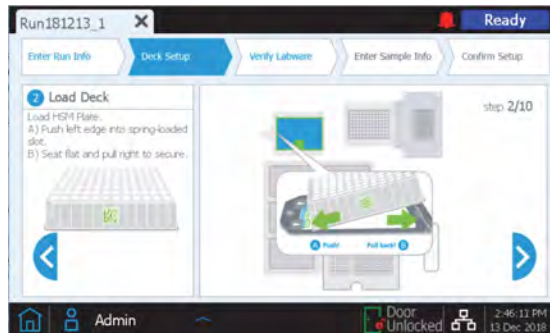 Run181213_1
Ready
Enter Run Info
Deck Setup
Verify Labware
Enter Sample Info
Confirm Setup
2 Load Deck
Load HSM Plate.
A) Push left edge into spring-loaded
slot.
B) Seat flat and pull right to secure.
step 2/10
A Push! Pull back! B
Admin
Door
Unlocked
2:46:11 PM
13 Dec 2018